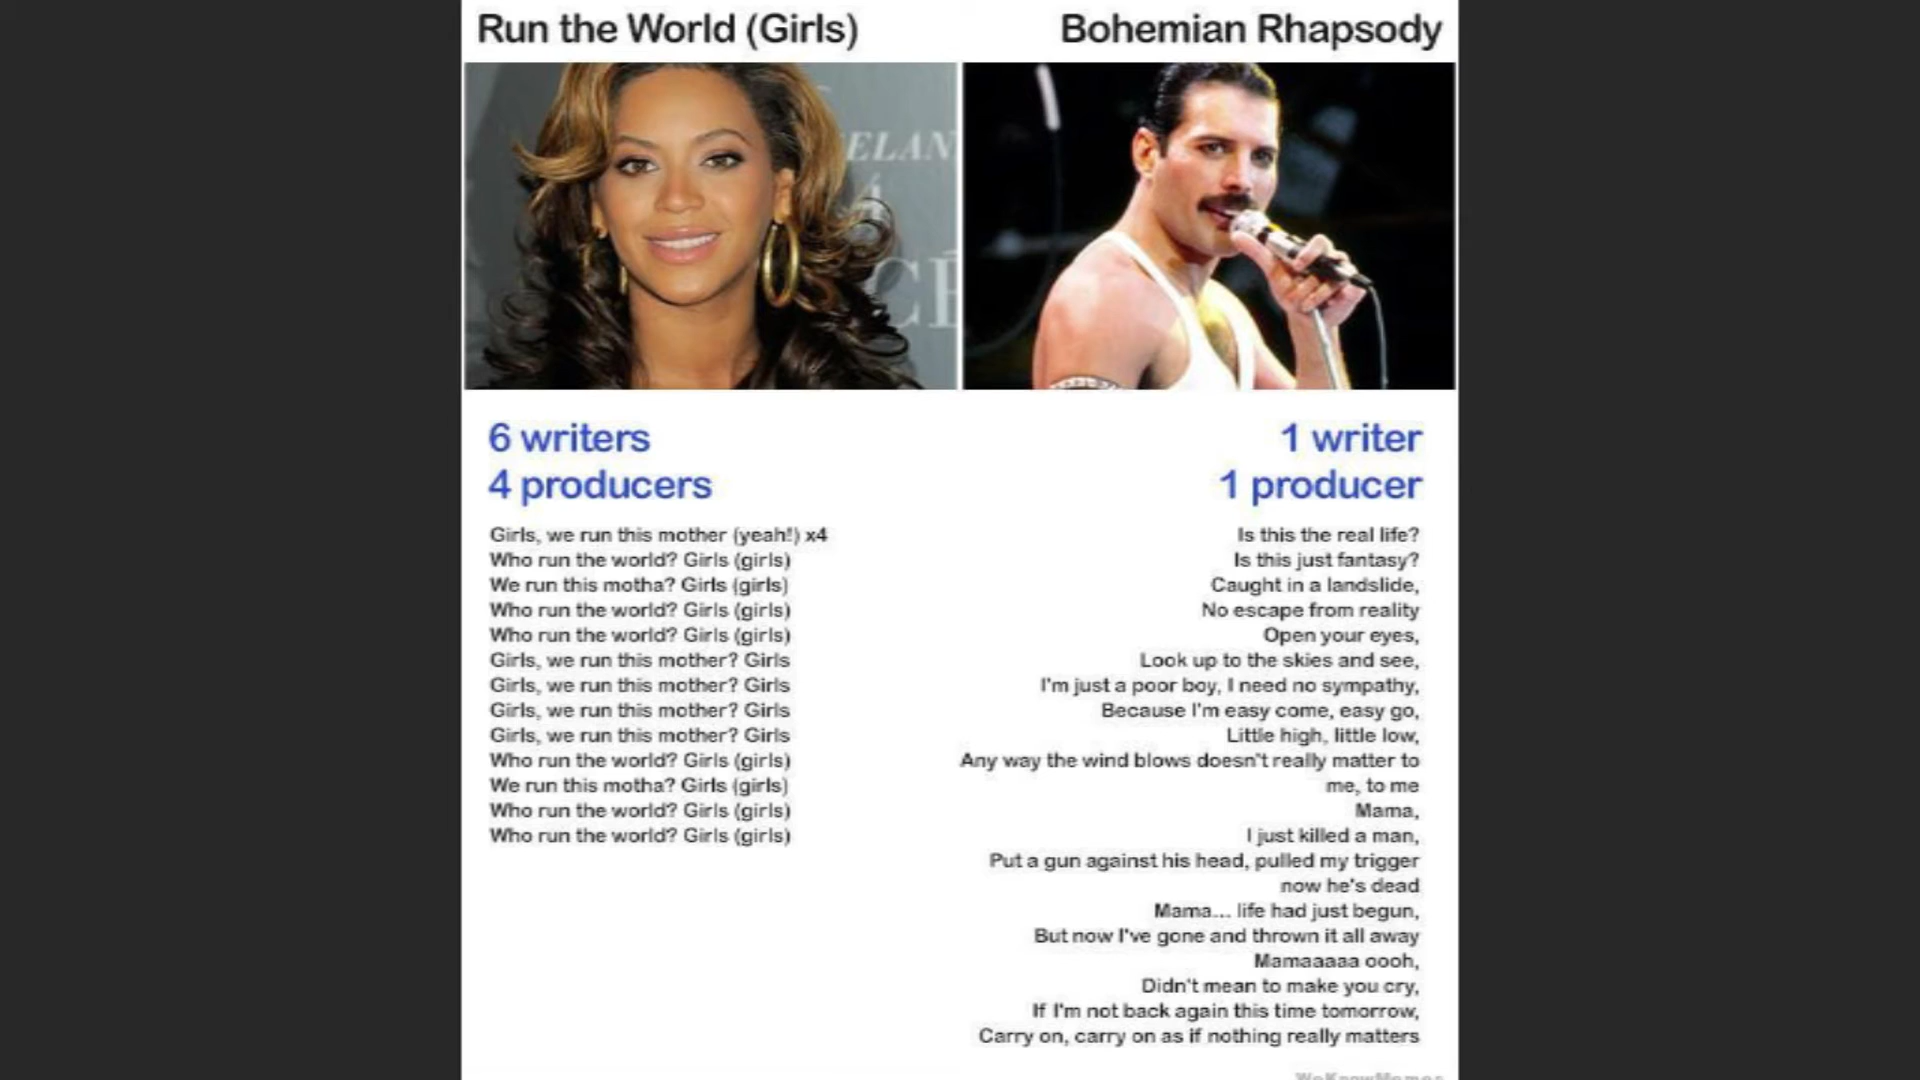 Run the World (Girls)
Bohemian Rhapsody
ELAN
4
CÉ
6 writers
4 producers
Girls, we run this mother (yeah!) x4
Who run the world? Girls (girls)
We run this motha? Girls (girls)
Who run the world? Girls (girls)
Who run the world? Girls (girls)
Girls, we run this mother? Girls
Girls, we run this mother? Girls
Girls, we run this mother? Girls
Girls, we run this mother? Girls
Who run the world? Girls (girls)
We run this motha? Girls (girls)
Who run the world? Girls (girls)
Who run the world? Girls (girls)
1 writer
1 producer
Is this the real life?
Is this just fantasy?
Caught in a landslide,
No escape from reality
Open your eyes,
Look up to the skies and see,
I'm just a poor boy, I need no sympathy,
Because I'm easy come, easy go,
Little high, little low,
Any way the wind blows doesn't really matter to
me, to me
Mama,
I just killed a man,
Put a gun against his head, pulled my trigger
now he's dead
Mama... life had just begun,
But now I've gone and thrown it all away
Mamaaaaa oooh,
Didn't mean to make you cry,
If I'm not back again this time tomorrow,
Carry on, carry on as if nothing really matters
WeKnowMemes